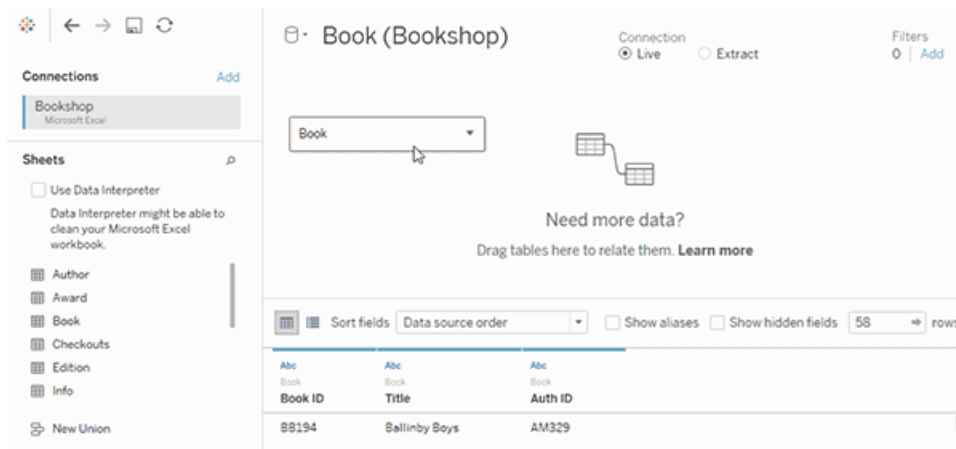 Book (Bookshop)
Connection
Live
Extract
Filters
0 | Add
Connections
Add
Bookshop
Microsoft Excel
Book
Sheets
Use Data Interpreter
Data Interpreter might be able to
clean your Microsoft Excel
workbook.
Author
Award
Book
Checkouts
Edition
Info
New Union
Need more data?
Drag tables here to relate them. Learn more
Sort fields
Data source order
Show aliases
Show hidden fields
58
rows
Abc
Abc
Abc
Book
Book
Book
Book ID
Title
Auth ID
BB194
Ballinby Boys
AM329